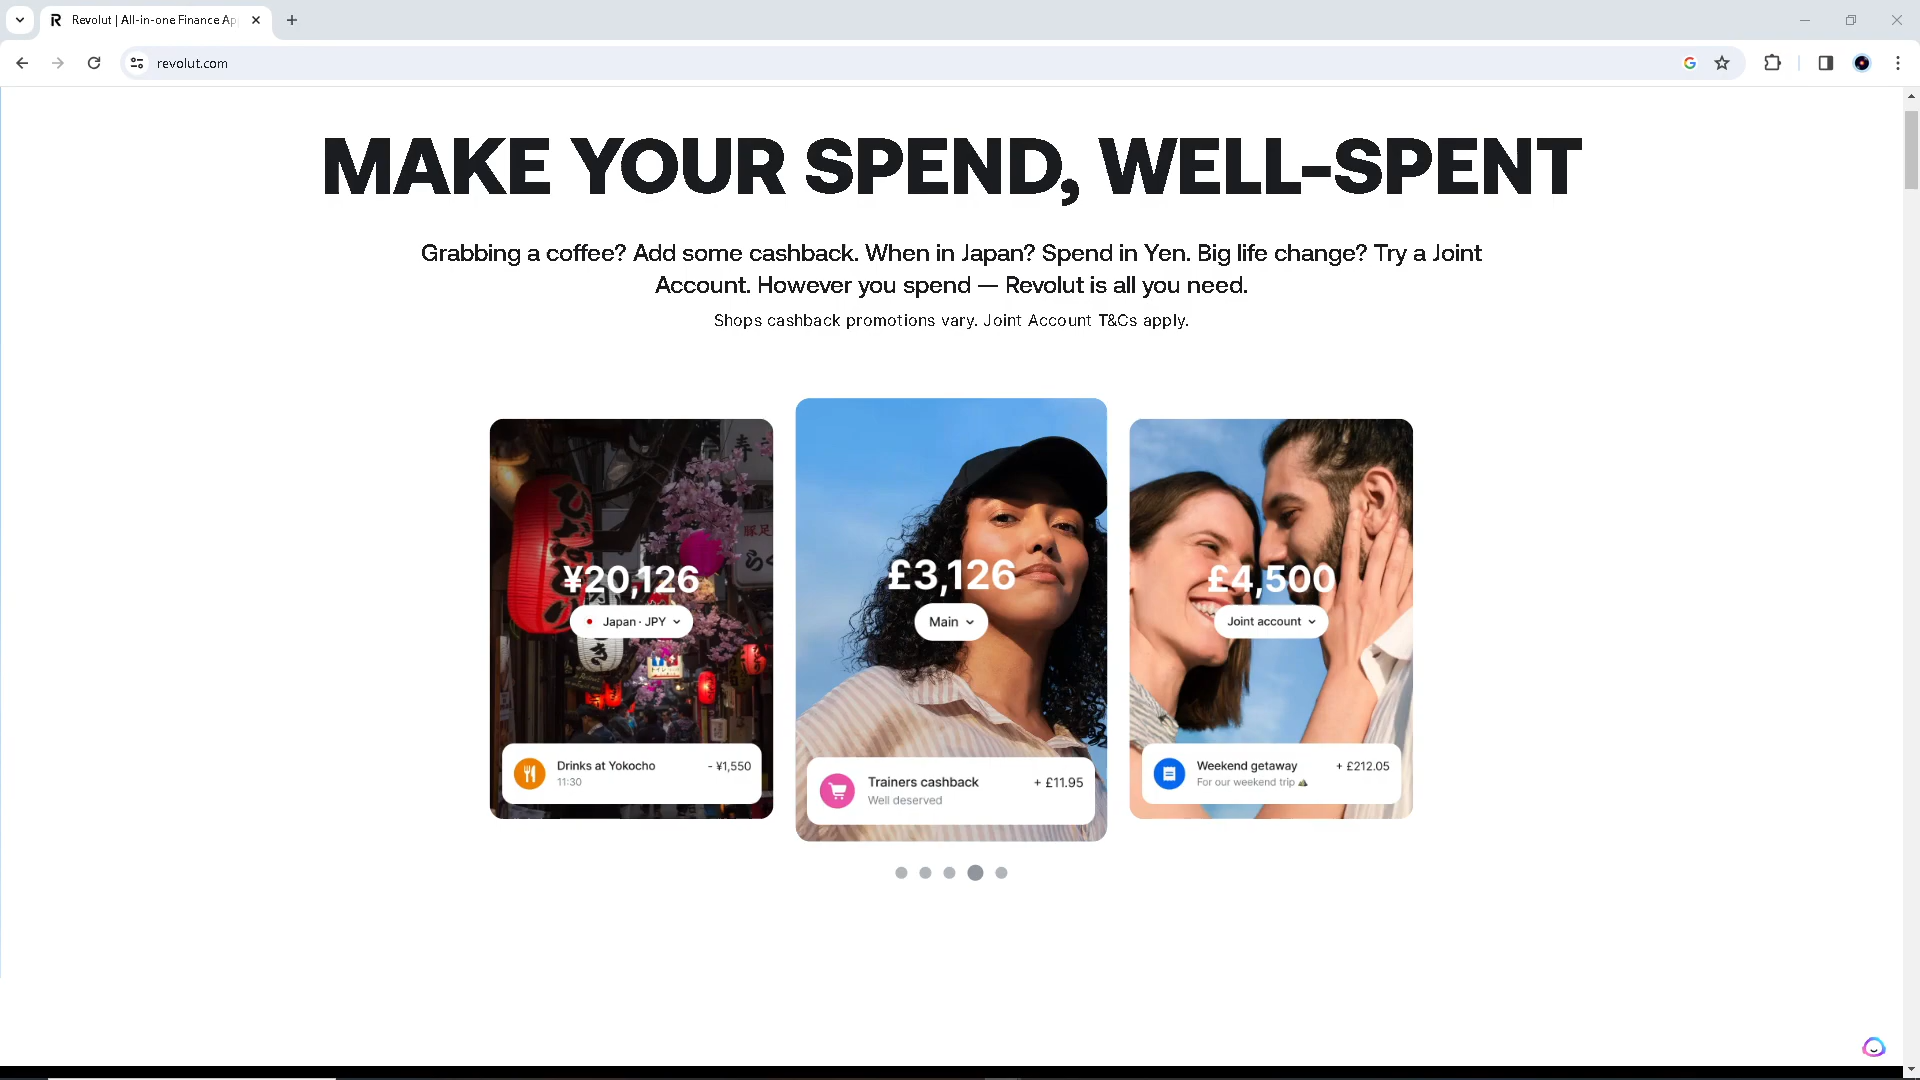 Revolut | All-in-one Finance Ap
revolut.com
MAKE YOUR SPEND, WELL-SPENT
Grabbing a coffee? Add some cashback. When in Japan? Spend in Yen. Big life change? Try a Joint
Account. However you spend — Revolut is all you need.
Shops cashback promotions vary. Joint Account T&Cs apply.
¥20,126
Japan · JPY
Drinks at Yokocho
- ¥1,550
11:30
£3,126
Main
Trainers cashback
+ £11.95
Well deserved
£4,500
Joint account
Weekend getaway
+ £212.05
For our weekend trip